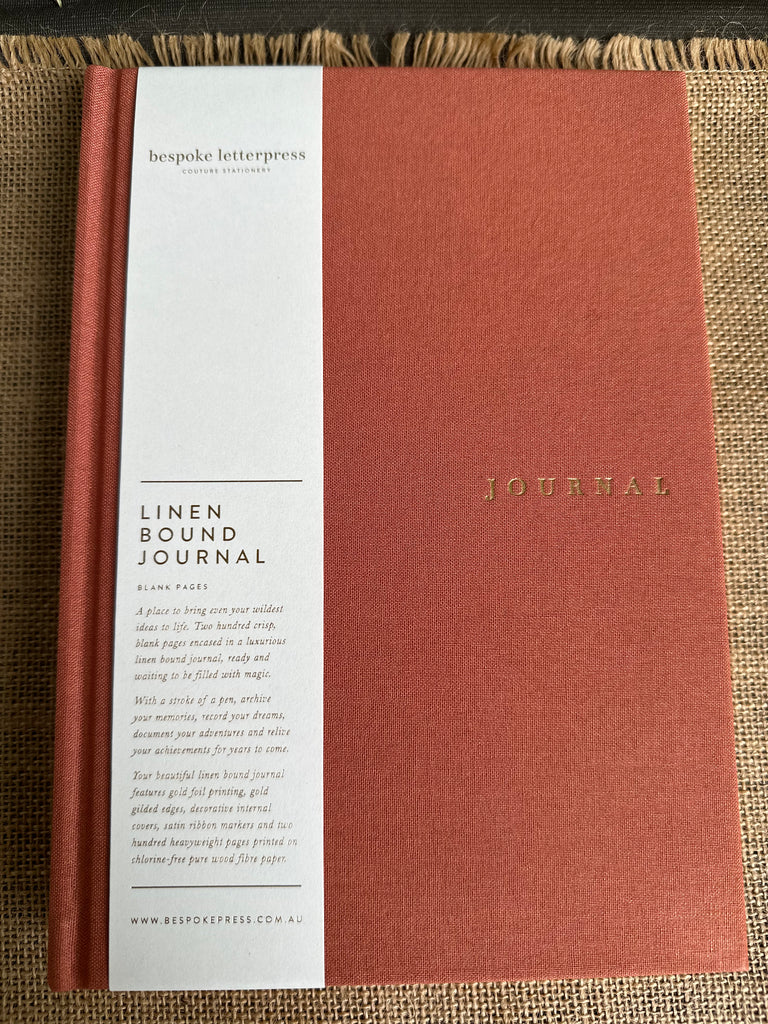 bespoke letterpress
COUTURE STATIONERY
JOURNAL
LINEN
BOUND
JOURNAL
BLANK PAGES
A place to bring even your wildest
ideas to life. Two hundred crisp,
blank pages encased in a luxurious
linen bound journal, ready and
waiting to be filled with magic.
With a stroke of a pen, archive
your memories, record your dreams,
document your adventures and relive
your achievements for years to come.
Your beautiful linen bound journal
features gold foil printing, gold
gilded edges, decorative internal
covers, satin ribbon markers and two
hundred heavyweight pages printed on
chlorine-free pure wood fibre paper.
WWW.BESPOKEPRESS.COM.AU